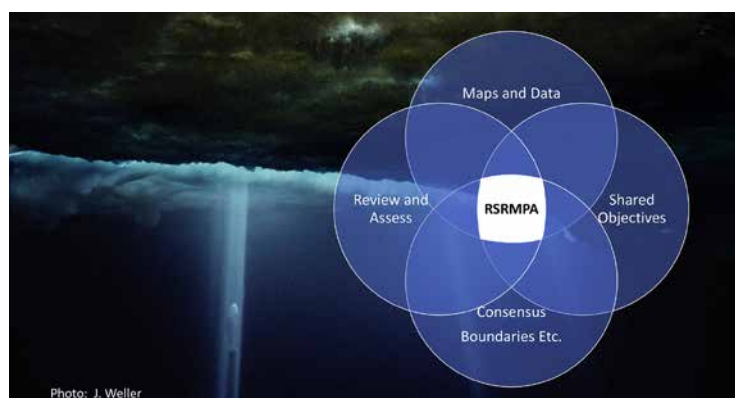 Maps and Data
Review and
Assess
RSRMPA
Shared
Objectives
Consensus
Boundaries Etc.
Photo: J. Weller